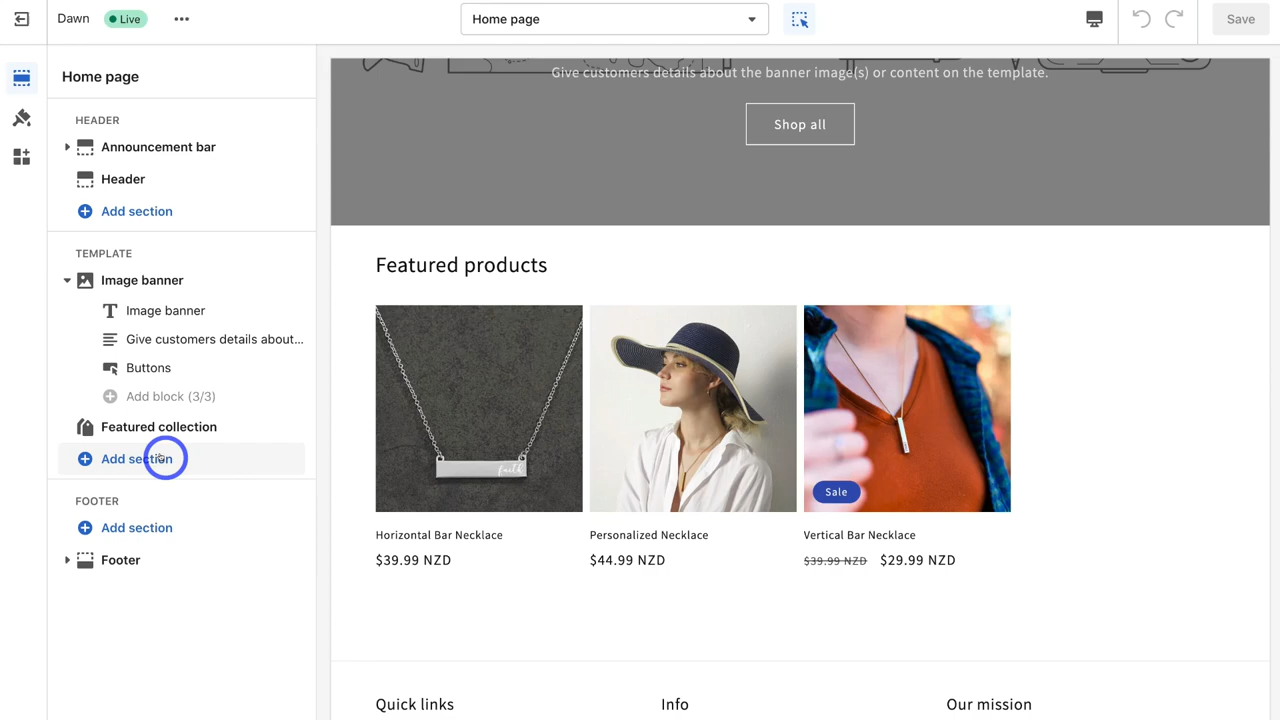 Dawn
Live
Home page
Save
Home page
HEADER
Announcement bar
Header
Add section
TEMPLATE
Image banner
Image banner
Give customers details about...
Buttons
Add block (3/3)
Featured collection
Add section
FOOTER
Add section
Footer
Give customers details about the banner image(s) or content on the template.
Shop all
Featured products
faith
Sale
Horizontal Bar Necklace
$39.99 NZD
Personalized Necklace
$44.99 NZD
Vertical Bar Necklace
$39.99 NZD $29.99 NZD
Quick links
Info
Our mission